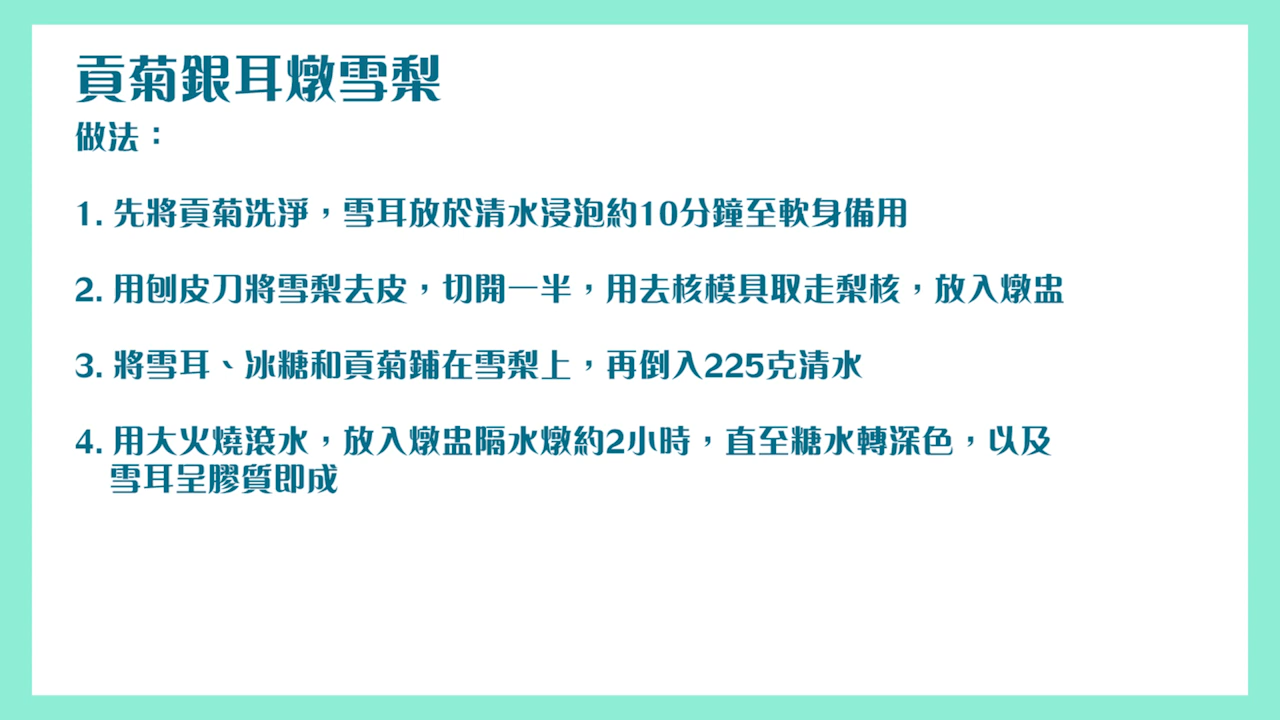 貢菊銀耳燉雪梨
做法：
1. 先將貢菊洗淨，雪耳放於清水浸泡約10分鐘至軟身備用
2. 用刨皮刀將雪梨去皮，切開一半，用去核模具取走梨核，放入燉盅
3. 將雪耳、冰糖和貢菊鋪在雪梨上，再倒入225克清水
4. 用大火燒滾水，放入燉盅隔水燉約2小時，直至糖水轉深色，以及
雪耳呈膠質即成